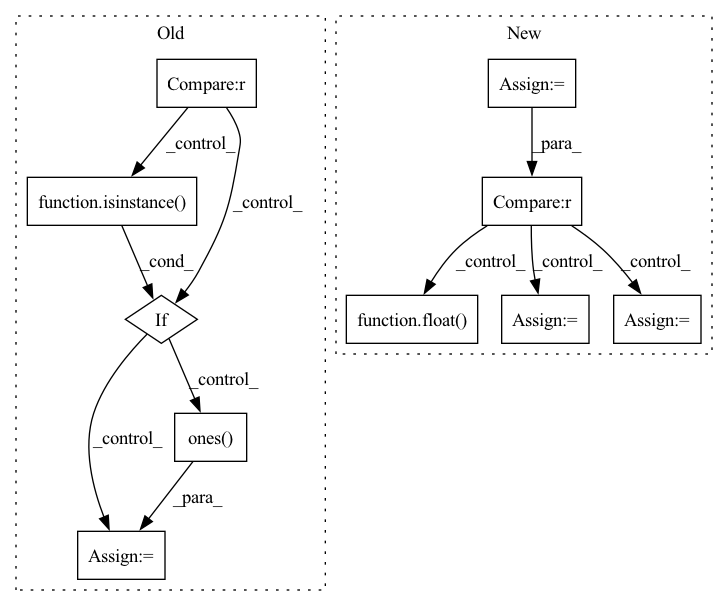 Old
New
Compare:r
Assign:=
_control_
_para_
function.isinstance()
Compare:r
_control_
_cond_
_control_
_control_
_control_
If
function.float()
Assign:=
Assign:=
_control_
_control_
ones()
_para_
Assign:=